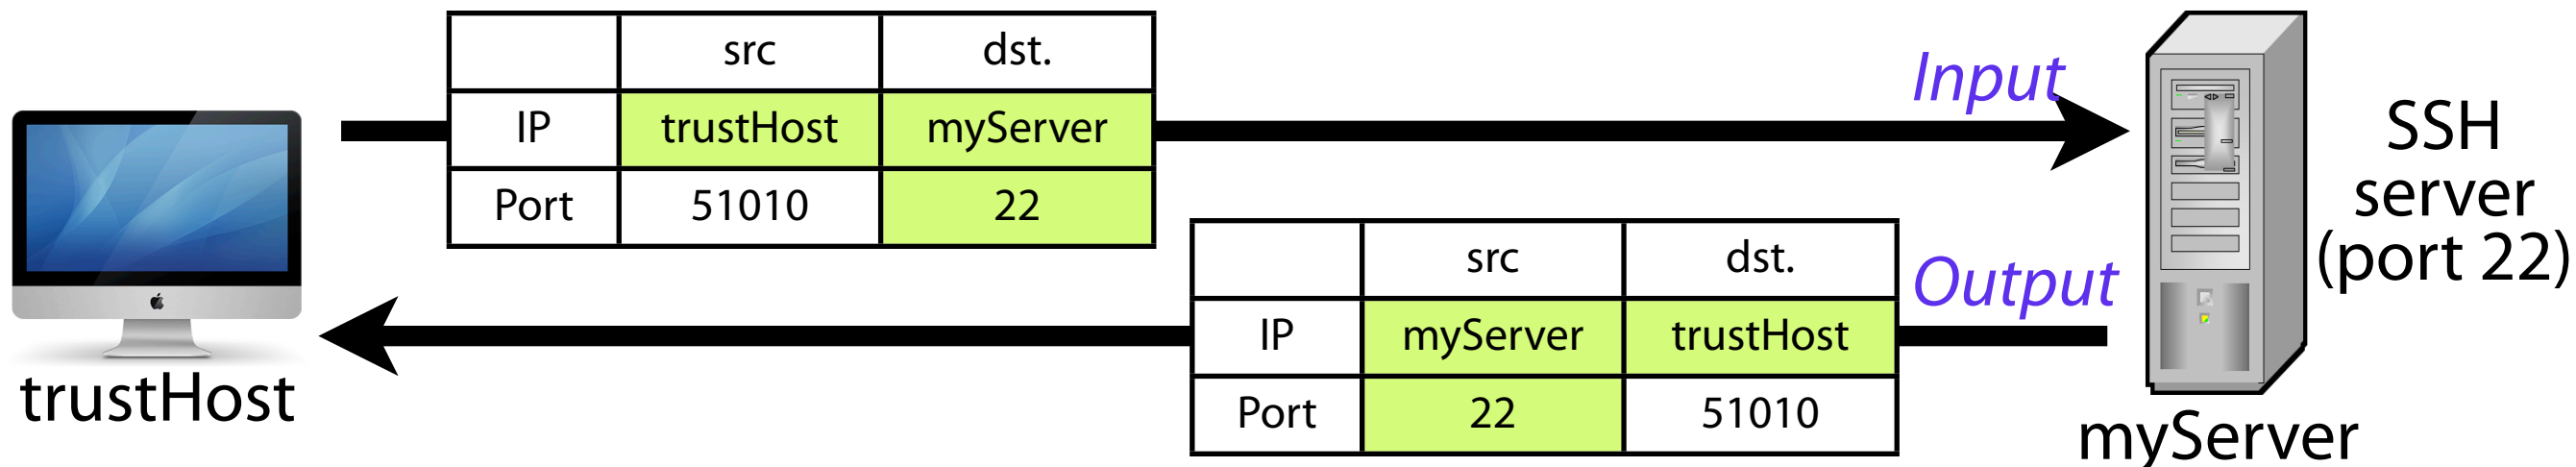 src dst.
IP trustHost myServer
Port 51010 22
Input
SSH
server
(port 22)
src dst.
IP myServer trustHost
Port 22 51010
Output
trustHost
myServer